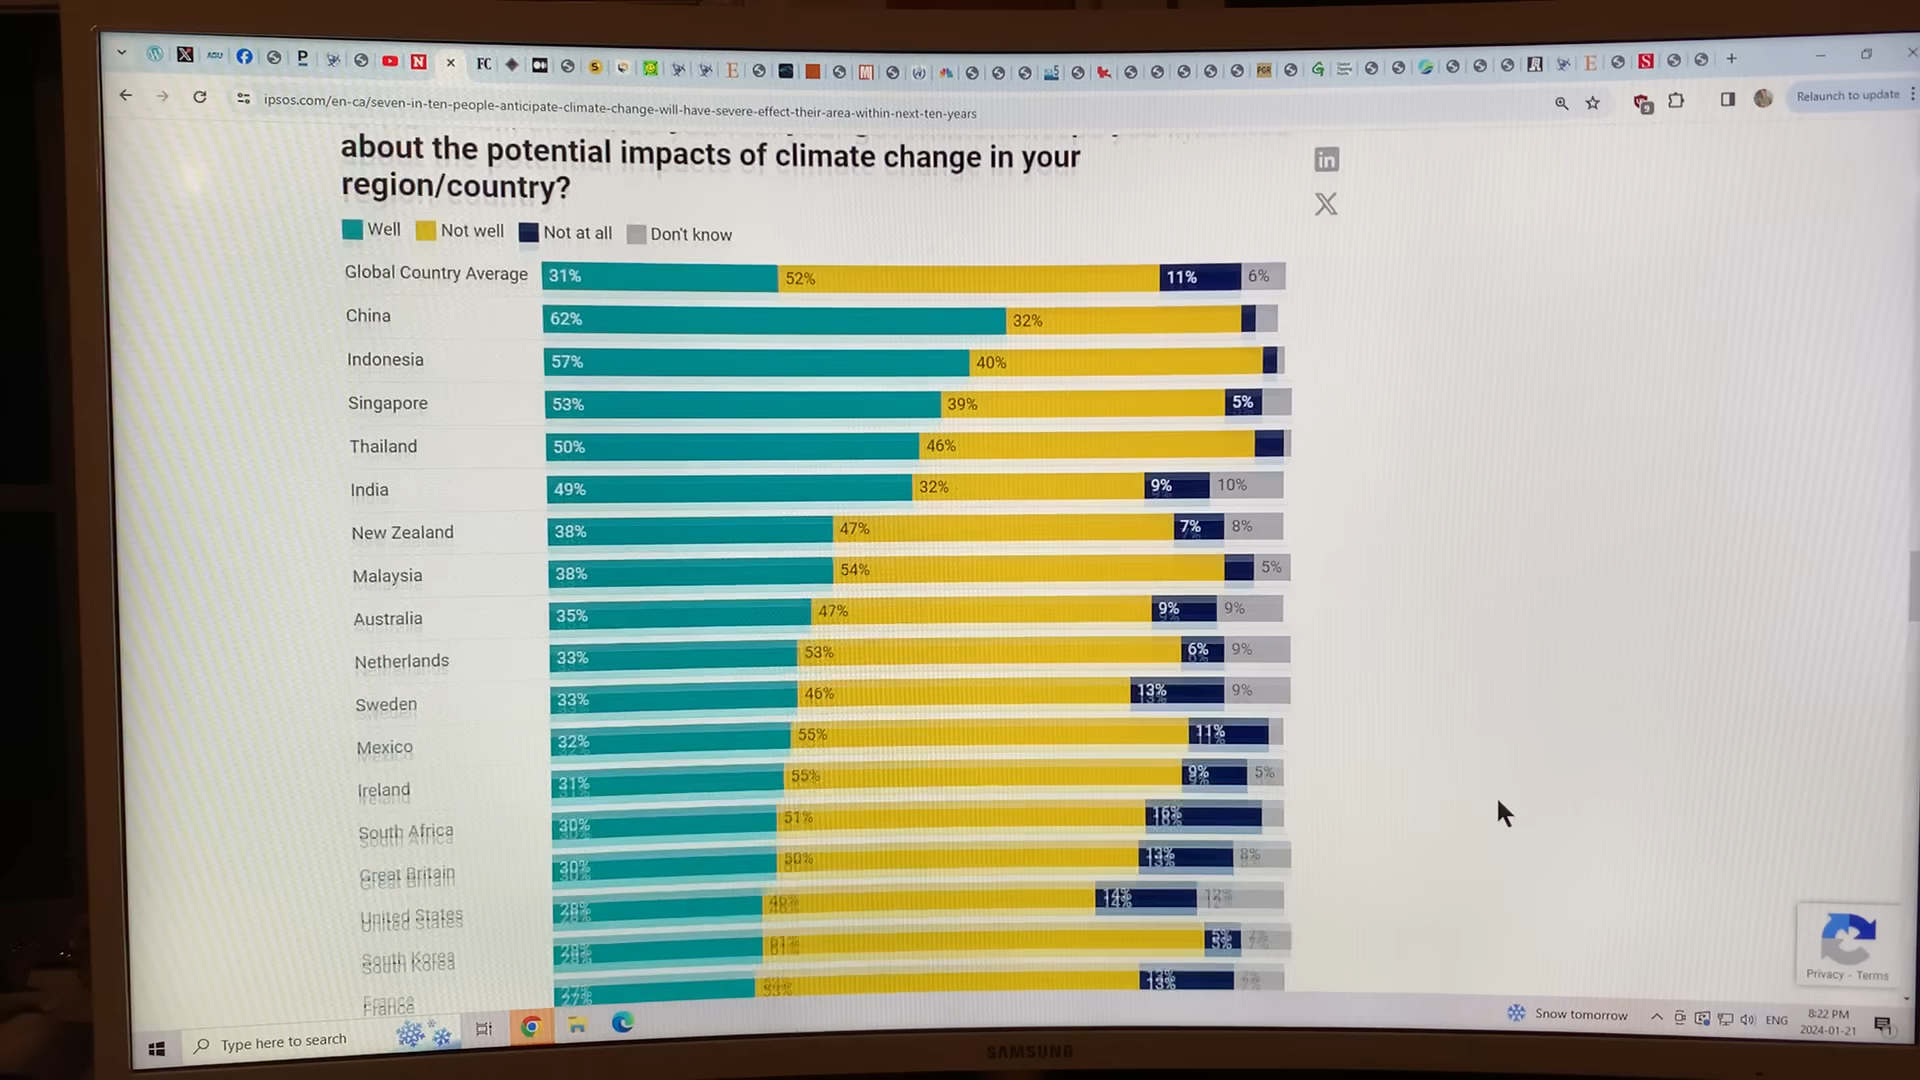 ipsos.com/en-ca/seven-in-ten-people-anticipate-climate-change-will-have-severe-effect-their-area-within-next-ten-years
Relaunch to update
about the potential impacts of climate change in your
region/country?
Well Not well Not at all Don't know
Global Country Average 31% 52% 11% 6%
China 62% 32%
Indonesia 57% 40%
Singapore 53% 39% 5%
Thailand 50% 46%
India 49% 32% 9% 10%
New Zealand 38% 47% 7% 8%
Malaysia 38% 54% 5%
Australia 35% 47% 9% 9%
Netherlands 33% 53% 6% 9%
Sweden 33% 46% 13% 9%
Mexico 32% 55% 11%
Ireland 31% 55% 9% 5%
South Africa 30% 51% 16%
Great Britain 30% 50% 13% 8%
United States 28% 46% 14% 12%
South Korea 28% 61% 5% 7%
France 27% 53% 13%
Privacy - Terms
Type here to search
Snow tomorrow
ENG
8:22 PM
2024-01-21
SAMSUNG